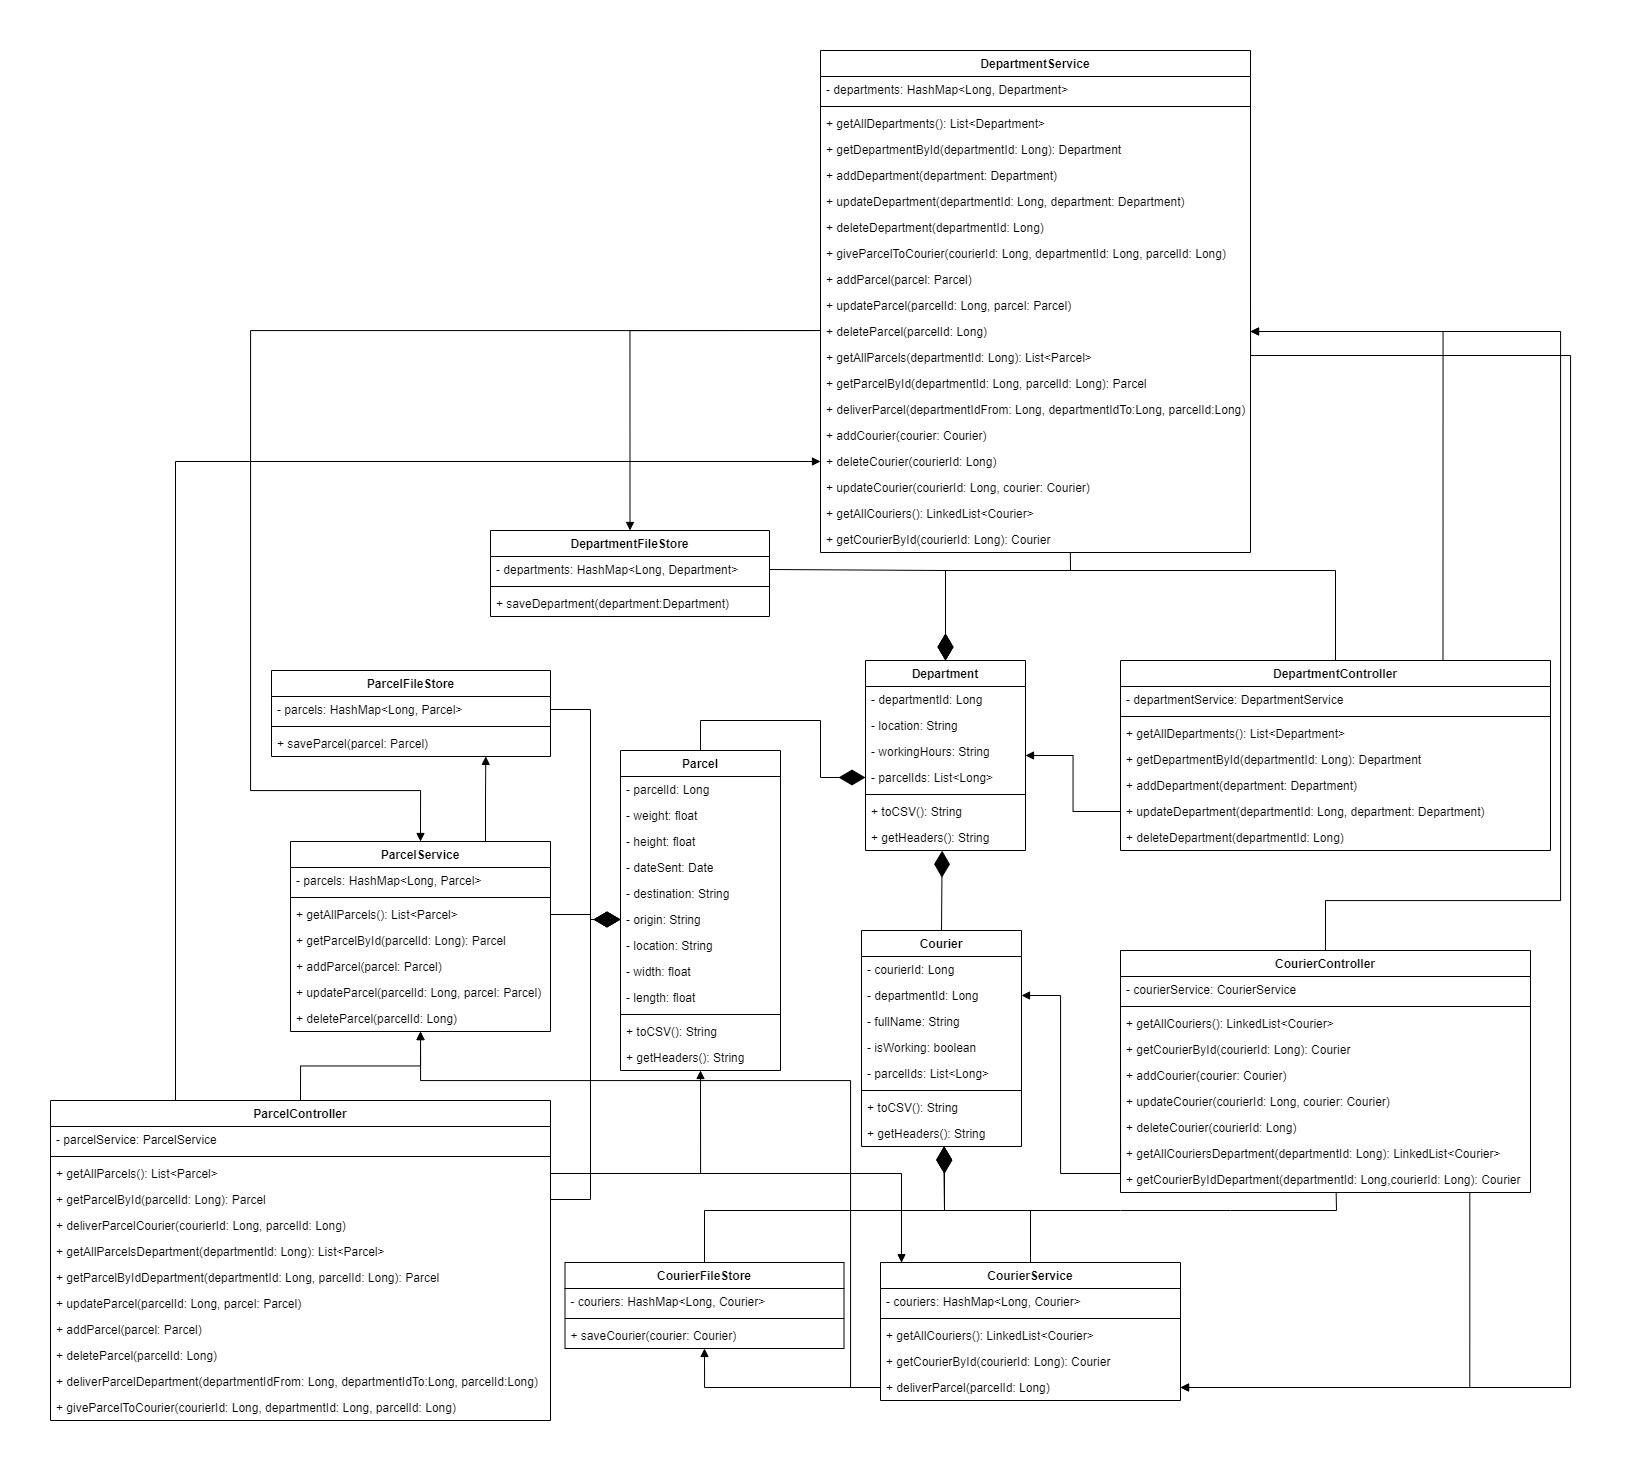 DepartmentService
- departments: HashMap<Long, Department>
+ getAllDepartments(): List<Department>
+ getDepartmentById(departmentId: Long): Department
+ addDepartment(department: Department)
+ updateDepartment(departmentId: Long, department: Department)
+ deleteDepartment(departmentId: Long)
+ giveParcelToCourier(courierId: Long, departmentId: Long, parcelId: Long)
+ addParcel(parcel: Parcel)
+ updateParcel(parcelId: Long, parcel: Parcel)
+ deleteParcel(parcelId: Long)
+ getAllParcels(departmentId: Long): List<Parcel>
+ getParcelById(departmentId: Long, parcelId: Long): Parcel
+ deliverParcel(departmentIdFrom: Long, departmentIdTo:Long, parcelId:Long)
+ addCourier(courier: Courier)
+ deleteCourier(courierId: Long)
+ updateCourier(courierId: Long, courier: Courier)
+ getAllCouriers(): LinkedList<Courier>
+ getCourierById(courierId: Long): Courier
DepartmentFileStore
- departments: HashMap<Long, Department>
+ saveDepartment(department:Department)
ParcelFileStore
- parcels: HashMap<Long, Parcel>
+ saveParcel(parcel: Parcel)
Department
- departmentId: Long
- location: String
- workingHours: String
- parcelIds: List<Long>
+ toCSV(): String
+ getHeaders(): String
DepartmentController
- departmentService: DepartmentService
+ getAllDepartments(): List<Department>
+ getDepartmentById(departmentId: Long): Department
+ addDepartment(department: Department)
+ updateDepartment(departmentId: Long, department: Department)
+ deleteDepartment(departmentId: Long)
Parcel
- parcelId: Long
- weight: float
- height: float
- dateSent: Date
- destination: String
- origin: String
- location: String
- width: float
- length: float
+ toCSV(): String
+ getHeaders(): String
ParcelService
- parcels: HashMap<Long, Parcel>
+ getAllParcels(): List<Parcel>
+ getParcelById(parcelId: Long): Parcel
+ addParcel(parcel: Parcel)
+ updateParcel(parcelId: Long, parcel: Parcel)
+ deleteParcel(parcelId: Long)
Courier
- courierId: Long
- departmentId: Long
- fullName: String
- isWorking: boolean
- parcelIds: List<Long>
+ toCSV(): String
+ getHeaders(): String
CourierController
- courierService: CourierService
+ getAllCouriers(): LinkedList<Courier>
+ getCourierById(courierId: Long): Courier
+ addCourier(courier: Courier)
+ updateCourier(courierId: Long, courier: Courier)
+ deleteCourier(courierId: Long)
+ getAllCouriersDepartment(departmentId: Long): LinkedList<Courier>
+ getCourierByIdDepartment(departmentId: Long,courierId: Long): Courier
ParcelController
- parcelService: ParcelService
+ getAllParcels(): List<Parcel>
+ getParcelById(parcelId: Long): Parcel
+ deliverParcelCourier(courierId: Long, parcelId: Long)
+ getAllParcelsDepartment(departmentId: Long): List<Parcel>
+ getParcelByIdDepartment(departmentId: Long, parcelId: Long): Parcel
+ updateParcel(parcelId: Long, parcel: Parcel)
+ addParcel(parcel: Parcel)
+ deleteParcel(parcelId: Long)
+ deliverParcelDepartment(departmentIdFrom: Long, departmentIdTo:Long, parcelId:Long)
+ giveParcelToCourier(courierId: Long, departmentId: Long, parcelId: Long)
CourierFileStore
- couriers: HashMap<Long, Courier>
+ saveCourier(courier: Courier)
CourierService
- couriers: HashMap<Long, Courier>
+ getAllCouriers(): LinkedList<Courier>
+ getCourierById(courierId: Long): Courier
+ deliverParcel(parcelId: Long)